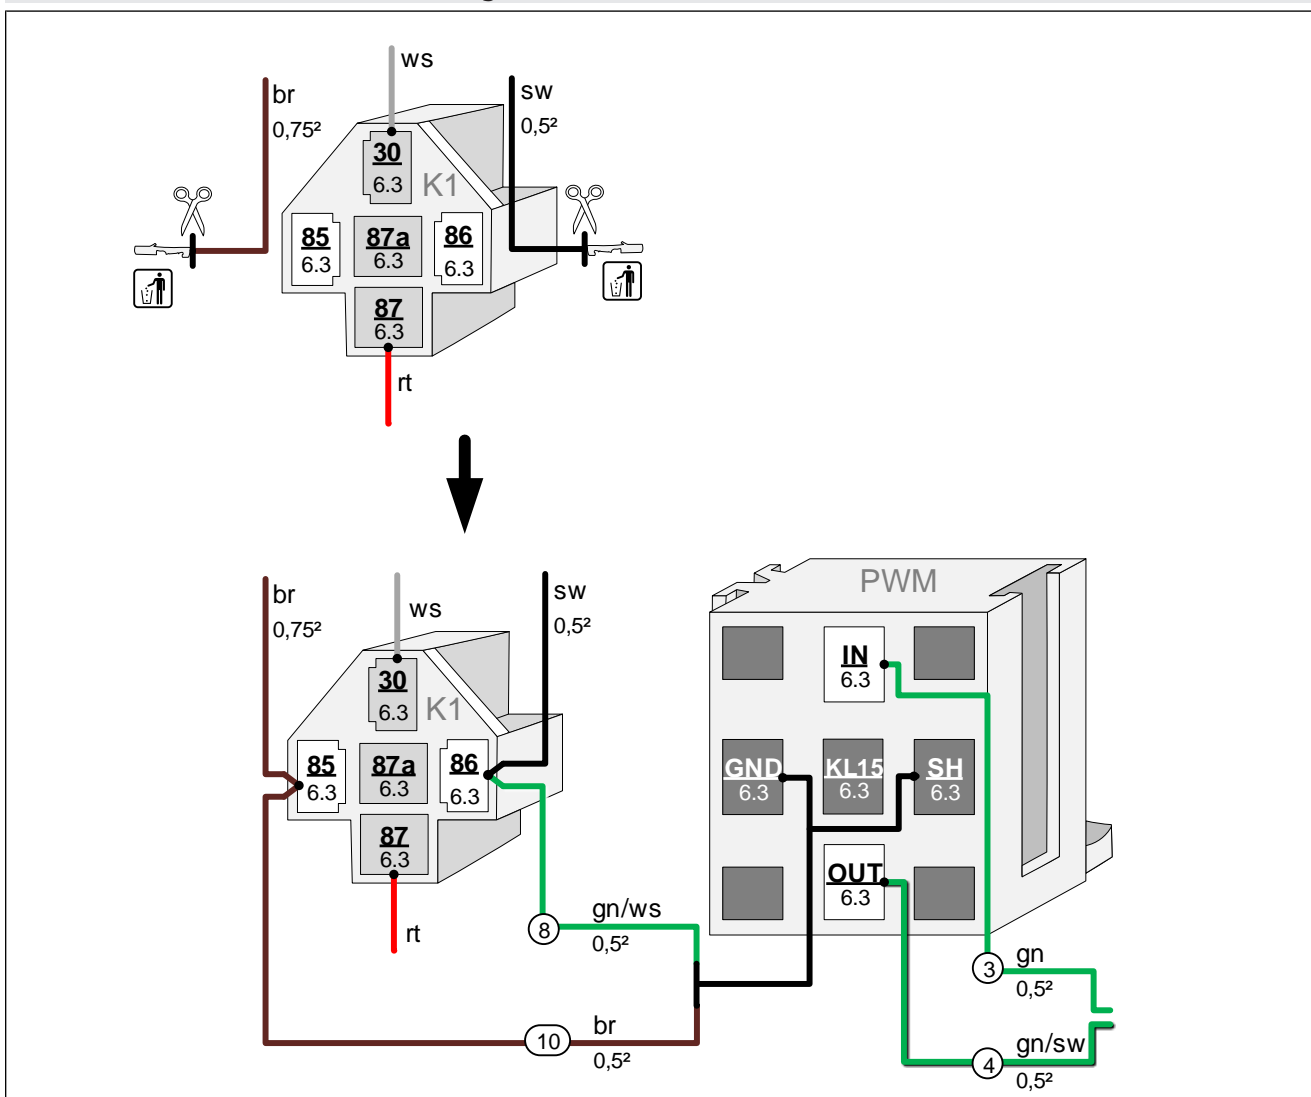 ws
br
0,75²
sw
0,5²
30
6.3
K1
85
6.3
87a
6.3
86
6.3
87
6.3
rt
br
0,75²
ws
sw
0,5²
30
6.3
K1
85
6.3
87a
6.3
86
6.3
87
6.3
rt
PWM
IN
6.3
GND
6.3
KL15
6.3
SH
6.3
OUT
6.3
8
gn/ws
0,5²
3
gn
0,5²
10
br
0,5²
4
gn/sw
0,5²